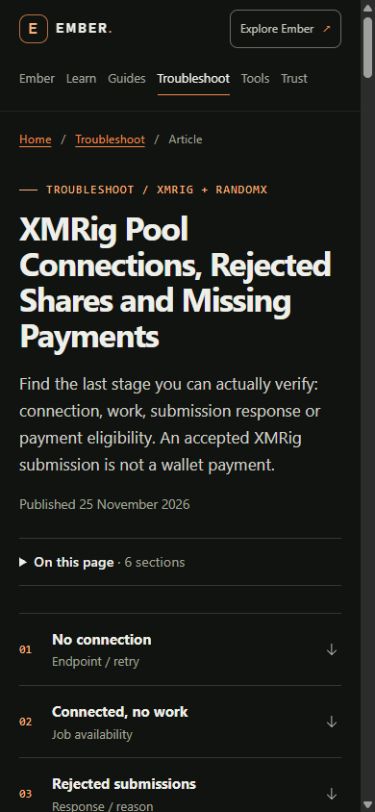 E EMBER.
Explore Ember ↗
Ember Learn Guides Troubleshoot Tools Trust
Home / Troubleshoot / Article
TROUBLESHOOT / XMRIG + RANDOMX
XMRig Pool
Connections, Rejected
Shares and Missing
Payments
Find the last stage you can actually verify:
connection, work, submission response or
payment eligibility. An accepted XMRig
submission is not a wallet payment.
Published 25 November 2026
On this page · 6 sections
01 No connection
Endpoint / retry
02 Connected, no work
Job availability
03 Rejected submissions
Response / reason